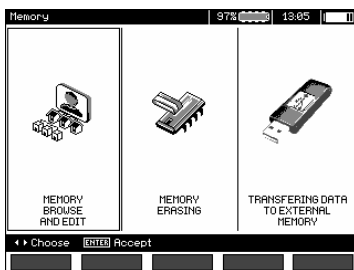 Memory 97% 13:05
MEMORY
BROWSE
AND EDIT
MEMORY
ERASING
TRANSFERING DATA
TO EXTERNAL
MEMORY
Choose ENTER Accept